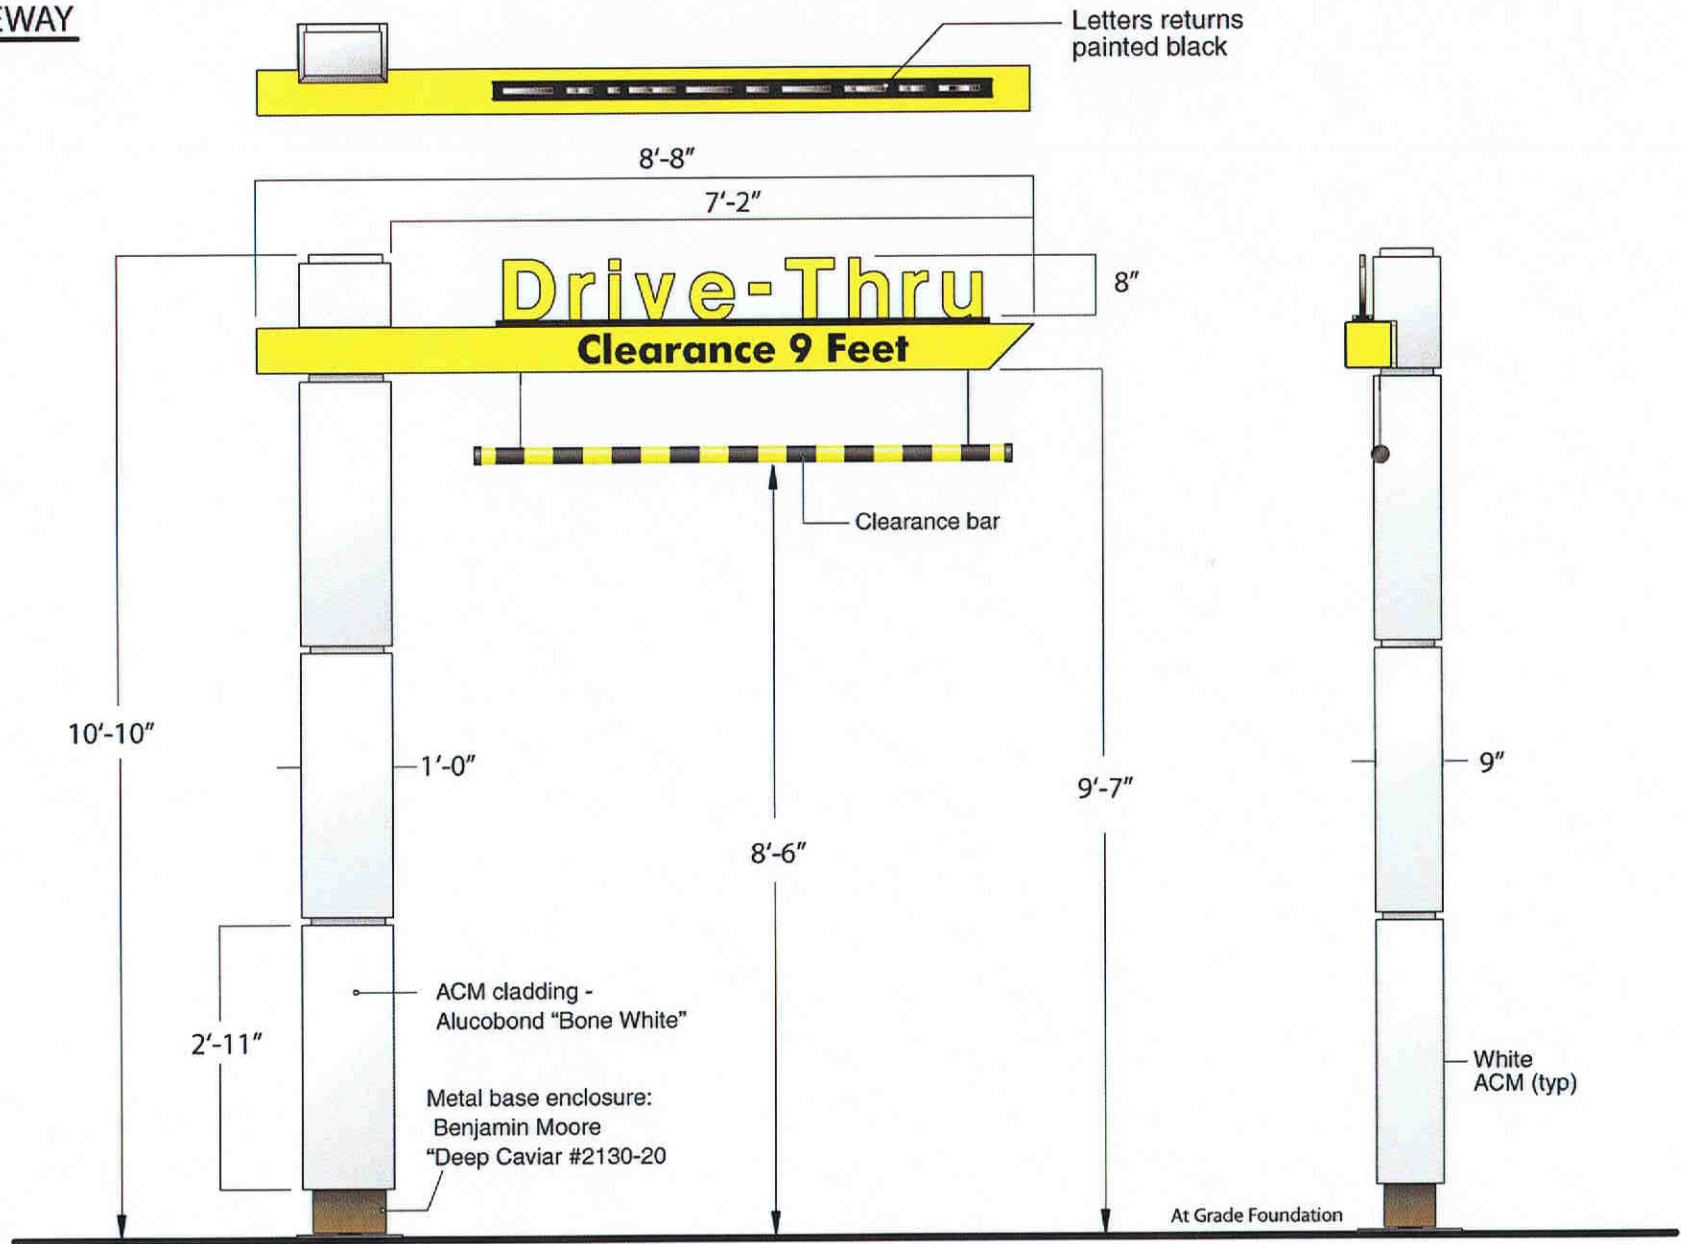 Letters returns
painted black
8'-8"
7'-2"
Drive-Thru
8"
Clearance 9 Feet
Clearance bar
10'-10"
1'-0"
9"
9'-7"
8'-6"
ACM cladding -
Alucobond “Bone White”
2'-11"
White
ACM (typ)
Metal base enclosure:
Benjamin Moore
“Deep Caviar #2130-20
At Grade Foundation